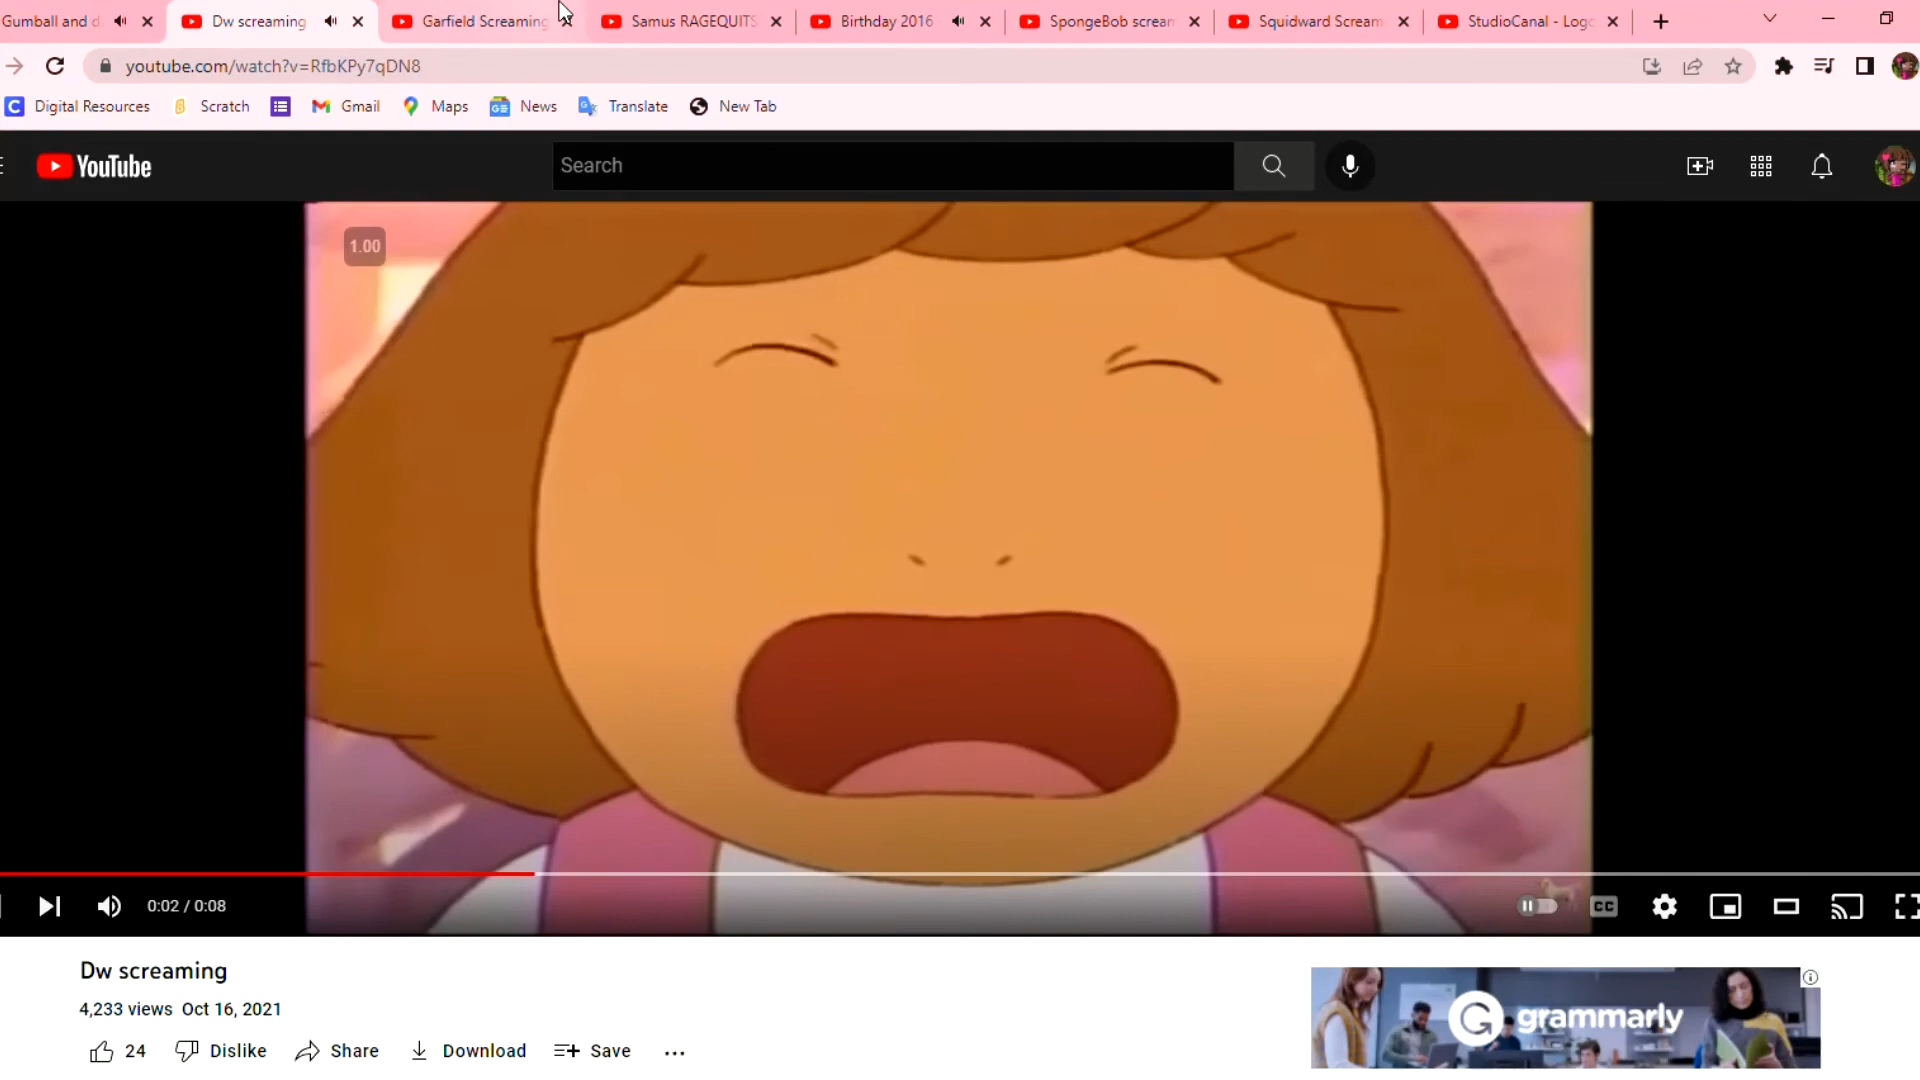 Gumball and d
Dw screaming
Garfield Screaming
Samus RAGEQUITS
Birthday 2016
SpongeBob scream
Squidward Scream
StudioCanal - Logo
youtube.com/watch?v=RfbKPy7qDN8
Digital Resources
Scratch
Gmail
Maps
News
Translate
New Tab
YouTube
Search
1.00
0:02 / 0:08
CC
Dw screaming
4,233 views Oct 16, 2021
24
Dislike
Share
Download
Save
grammarly